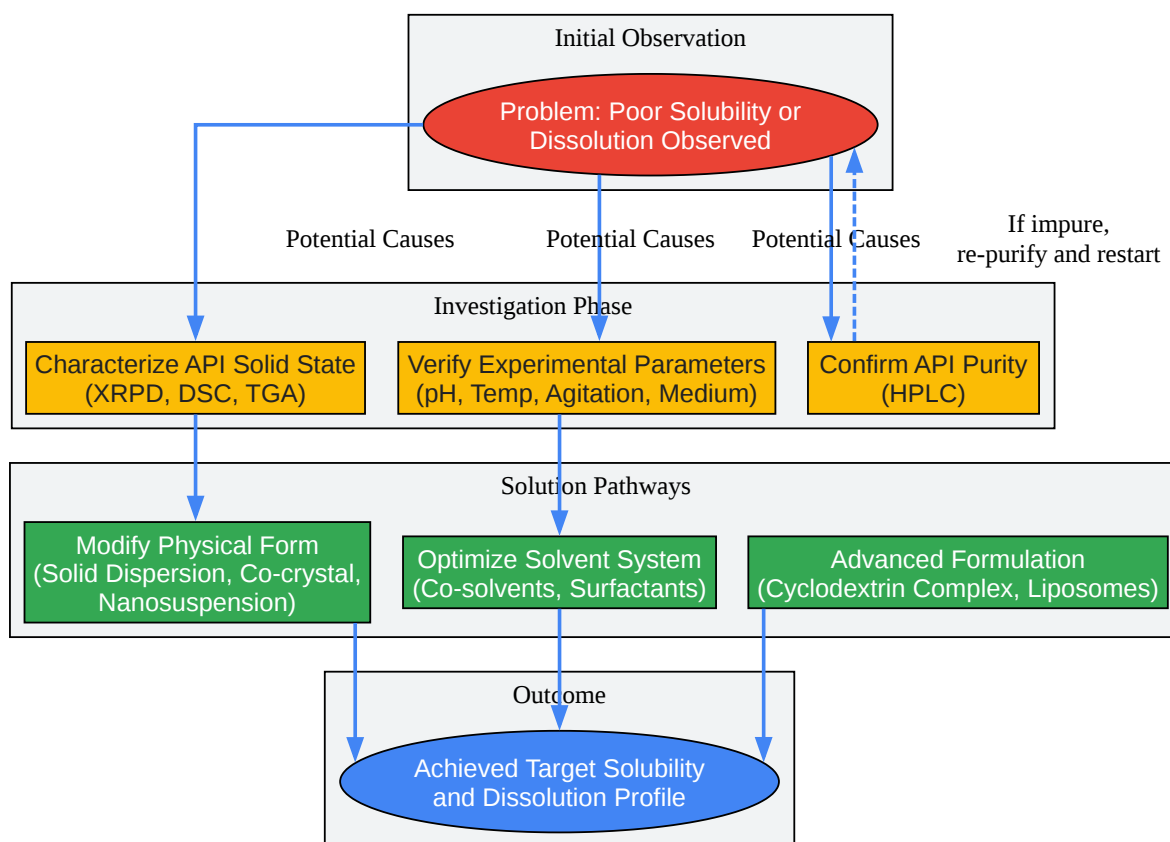 Initial Observation
Problem: Poor Solubility or
Dissolution Observed
Potential Causes
Potential Causes
Potential Causes
If impure,
re-purify and restart
Investigation Phase
Characterize API Solid State
(XRPD, DSC, TGA)
Verify Experimental Parameters
(pH, Temp, Agitation, Medium)
Confirm API Purity
(HPLC)
Solution Pathways
Modify Physical Form
(Solid Dispersion, Co-crystal,
Nanosuspension)
Optimize Solvent System
(Co-solvents, Surfactants)
Advanced Formulation
(Cyclodextrin Complex, Liposomes)
Outcome
Achieved Target Solubility
and Dissolution Profile